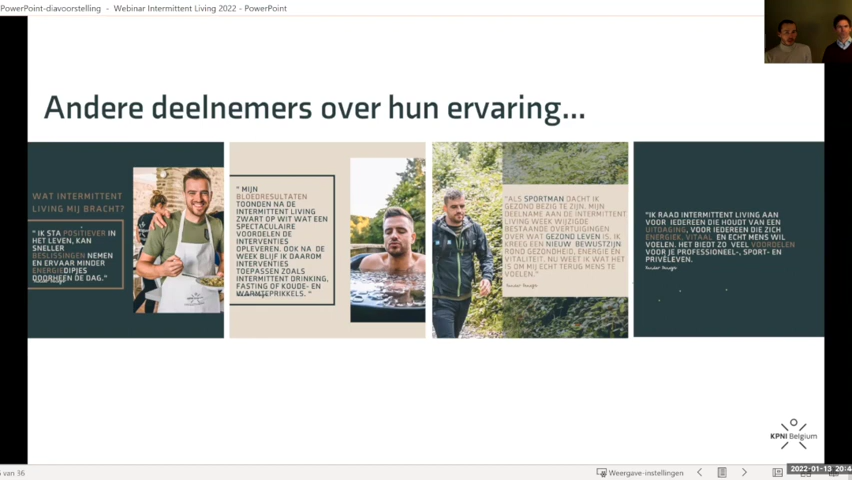 PowerPoint-diavoorstelling - Webinar Intermittent Living 2022 - PowerPoint
Andere deelnemers over hun ervaring...
WAT INTERMITTENT
LIVING MIJ BRACHT?
" IK STA POSITIEVER IN
HET LEVEN, KAN
SNELLER
BESLISSINGEN NEMEN
EN ERVAAR MINDER
ENERGIEDIPJES
DOORHEEN DE DAG."
" MIJN
BLOEDRESULTATEN
TOONDEN NA DE
INTERMITTENT LIVING
ZWART OP WIT WAT EEN
SPECTACULAIRE
VOORDELEN DE
INTERVENTIES
OPLEVEREN. OOK NA DE
WEEK BLIJF IK DAAROM
INTERVENTIES
TOEPASSEN ZOALS
INTERMITTENT DRINKING,
FASTING OF KOUDE- EN
WARMTEPRIKKELS. "
"ALS SPORTMAN DACHT IK
GEZOND BEZIG TE ZIJN. MIJN
DEELNAME AAN DE INTERMITTENT
LIVING WEEK WIJZIGDE
BESTAANDE OVERTUIGINGEN
OVER WAT GEZOND LEVEN IS. IK
KREEG EEN NIEUW BEWUSTZIJN
ROND GEZONDHEID, ENERGIE EN
VITALITEIT. NU WEET IK WAT HET
IS OM MIJ ECHT TERUG MENS TE
VOELEN."
"IK RAAD INTERMITTENT LIVING AAN
VOOR IEDEREEN DIE HOUDT VAN EEN
UITDAGING, VOOR IEDEREEN DIE ZICH
ENERGIEK, VITAAL EN ECHT MENS WIL
VOELEN. HET BIEDT ZO VEEL VOORDELEN
VOOR JE PROFESSIONEEL-, SPORT- EN
PRIVELEVEN.
KPNI Belgium
van 36
Weergave-instellingen
2022-01-13 20:4